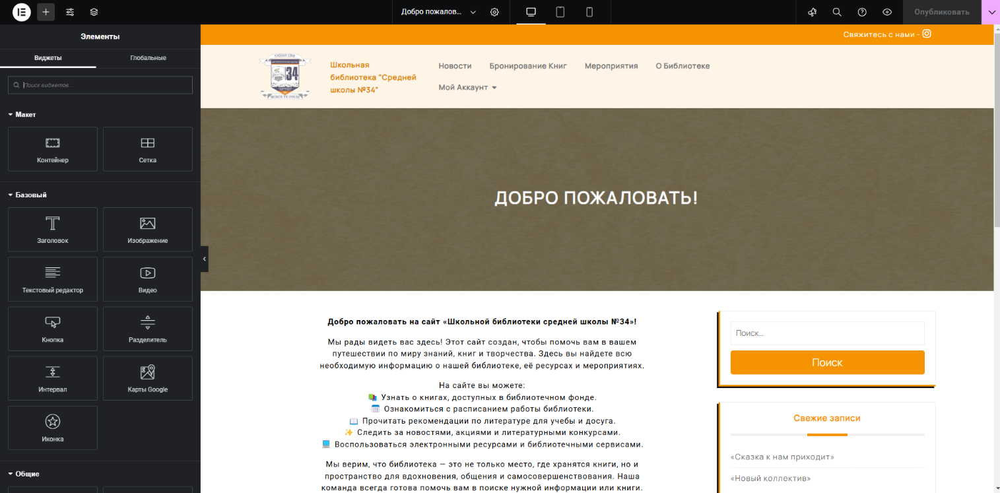 Добро пожалов...
Опубликовать
Элементы
Виджеты
Глобальные
Поиск виджетов...
Макет
Контейнер
Сетка
Базовый
Заголовок
Изображение
Текстовый редактор
Видео
Кнопка
Разделитель
Интервал
Карты Google
Иконка
Общие
Свяжитесь с нами -
34
Школьная
библиотека "Средней
школы №34"
Новости
Бронирование Книг
Мероприятия
О Библиотеке
Мой Аккаунт
ДОБРО ПОЖАЛОВАТЬ!
Добро пожаловать на сайт «Школьной библиотеки средней школы №34»!
Мы рады видеть вас здесь! Этот сайт создан, чтобы помочь вам в вашем
путешествии по миру знаний, книг и творчества. Здесь вы найдете всю
необходимую информацию о нашей библиотеке, её ресурсах и мероприятиях.
На сайте вы можете:
Узнать о книгах, доступных в библиотечном фонде.
Ознакомиться с расписанием работы библиотеки.
Прочитать рекомендации по литературе для учебы и досуга.
Следить за новостями, акциями и литературными конкурсами.
Воспользоваться электронными ресурсами и библиотечными сервисами.
Мы верим, что библиотека — это не только место, где хранятся книги, но и
пространство для вдохновения, общения и самосовершенствования. Наша
команда всегда готова помочь вам в поиске нужной информации или книги.
Поиск...
Поиск
Свежие записи
«Сказка к нам приходит»
«Новый коллектив»